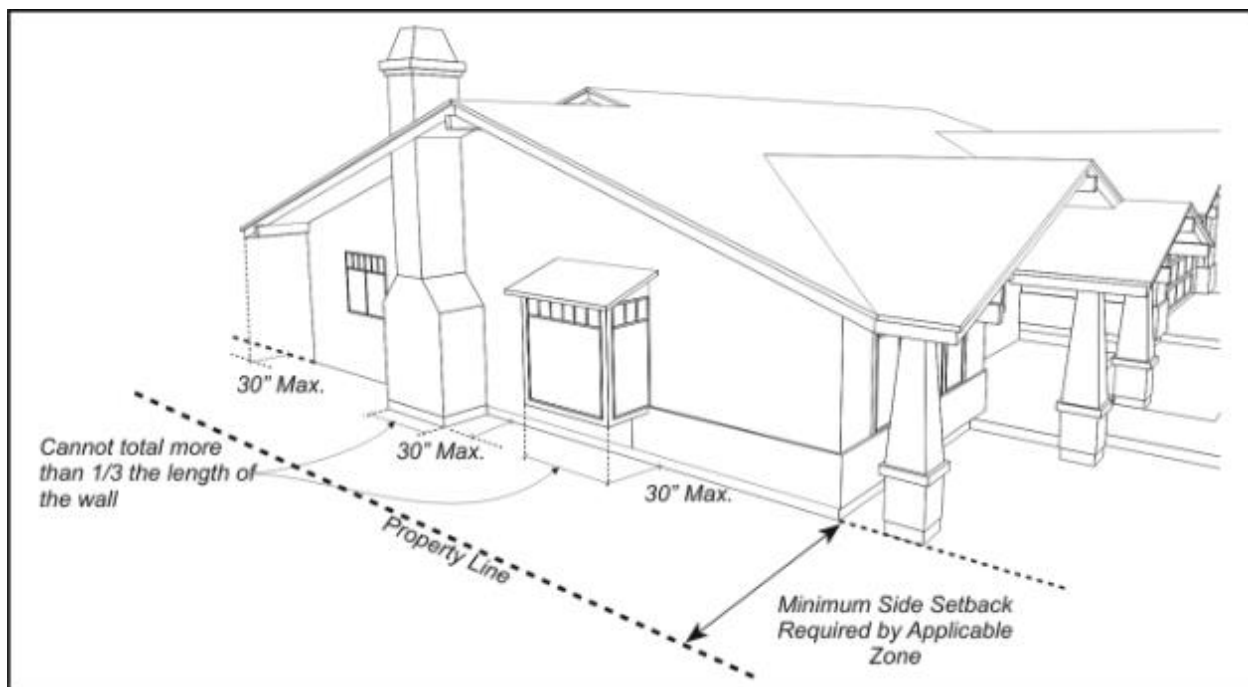 30” Max.
Cannot total more
than 1/3 the length of
the wall
30” Max.
30” Max.
Property Line
Minimum Side Setback
Required by Applicable
Zone